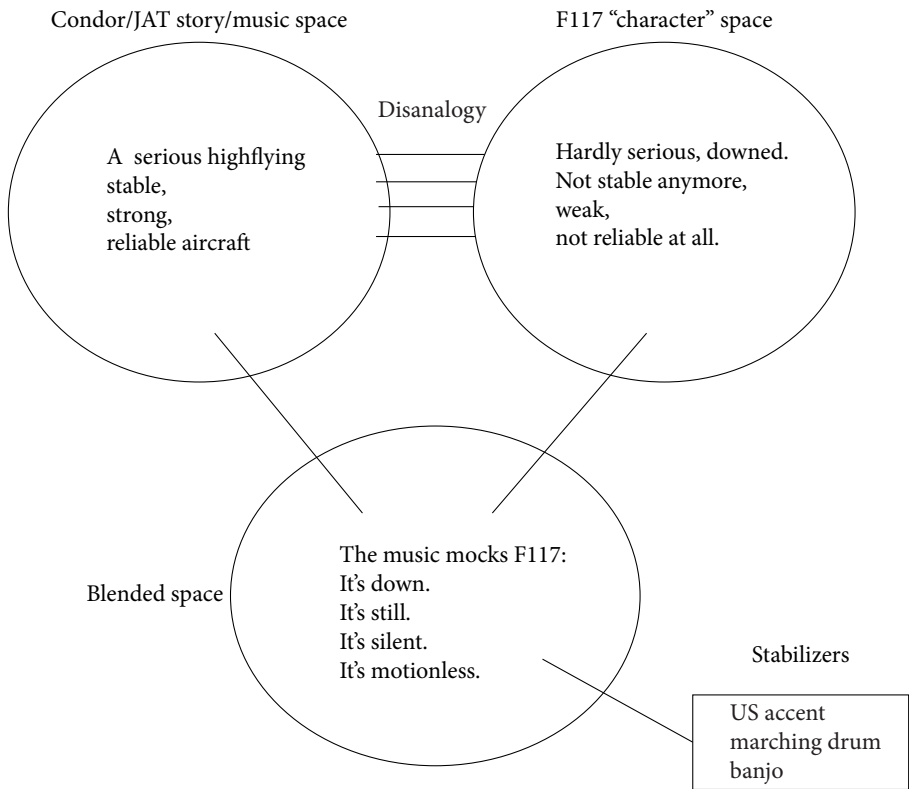 Condor/JAT story/music space
F117 “character” space
Disanalogy
A serious highflying
stable,
strong,
reliable aircraft
Hardly serious, downed.
Not stable anymore,
weak,
not reliable at all.
The music mocks F117:
It’s down.
It’s still.
It’s silent.
It’s motionless.
Blended space
Stabilizers
US accent
marching drum
banjo